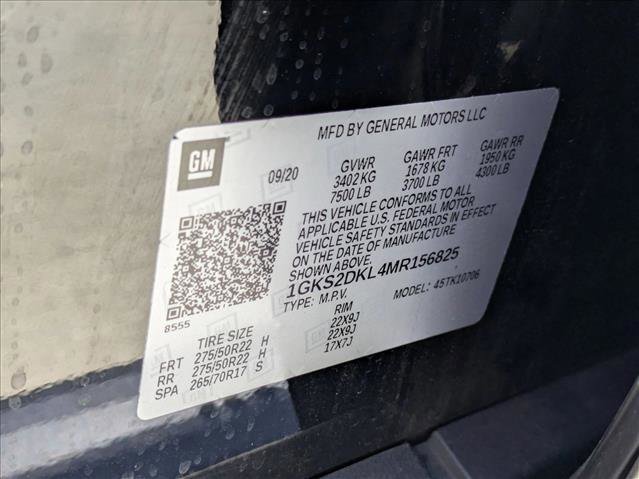 MFD BY GENERAL MOTORS LLC
GM
09/20
GVWR GAWR FRT GAWR RR
3402 KG 1678 KG 1950 KG
7500 LB 3700 LB 4300 LB
THIS VEHICLE CONFORMS TO ALL
APPLICABLE U.S. FEDERAL MOTOR
VEHICLE SAFETY STANDARDS IN EFFECT
ON THE DATE OF MANUFACTURE
SHOWN ABOVE.
1GKS2DKL4MR156825
TYPE: M.P.V. MODEL: 45TK10706
8555
TIRE SIZE RIM
FRT 275/50R22 H 22X9J
RR 275/50R22 H 22X9J
SPA 265/70R17 S 17X7J